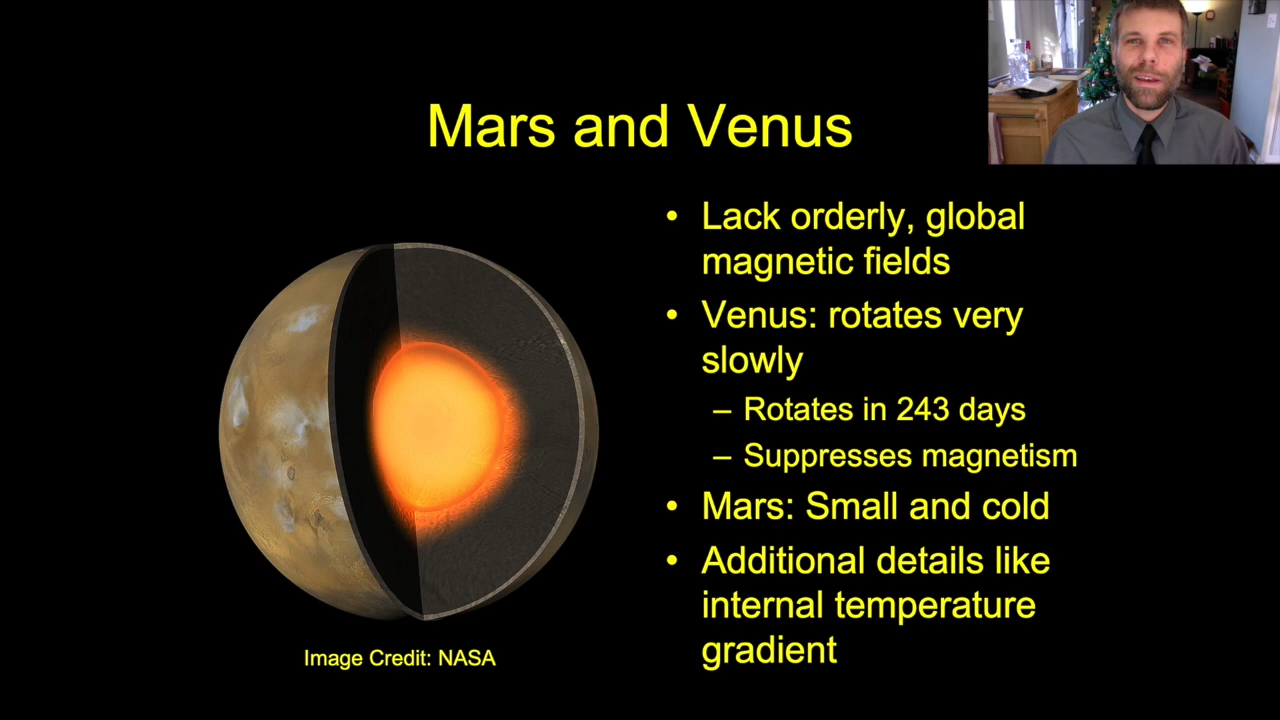 Mars and Venus
• Lack orderly, global
magnetic fields
• Venus: rotates very
slowly
– Rotates in 243 days
– Suppresses magnetism
• Mars: Small and cold
• Additional details like
internal temperature
gradient
Image Credit: NASA